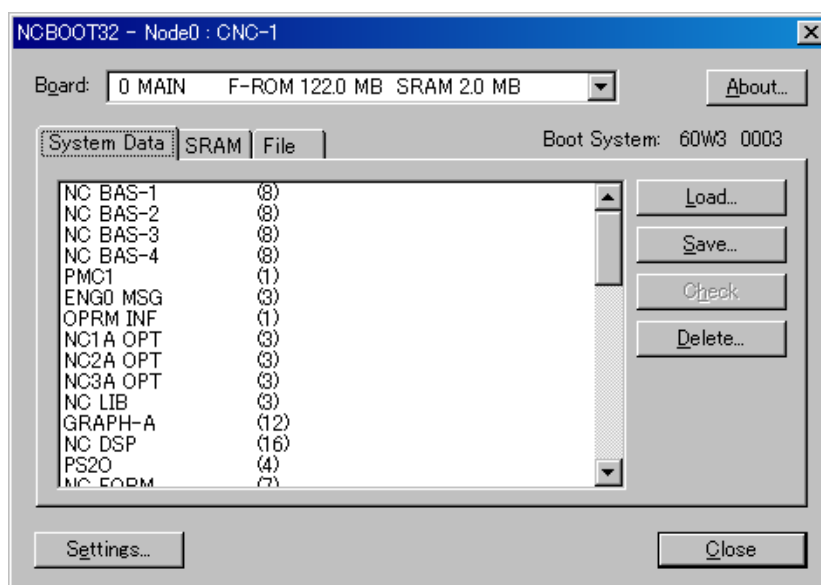 NCBOOT32 - Node0 : CNC-1
Board: 0 MAIN F-ROM 122.0 MB SRAM 2.0 MB About...
System Data SRAM File Boot System: 60W3 0003
NC BAS-1 (8)
NC BAS-2 (8)
NC BAS-3 (8)
NC BAS-4 (8)
PMC1 (1)
ENG0 MSG (3)
OPRM INF (1)
NC1A OPT (3)
NC2A OPT (3)
NC3A OPT (3)
NC LIB (3)
GRAPH-A (12)
NC DSP (16)
PS2O (4)
NC FORM (7)
Load...
Save...
Check
Delete...
Settings...
Close